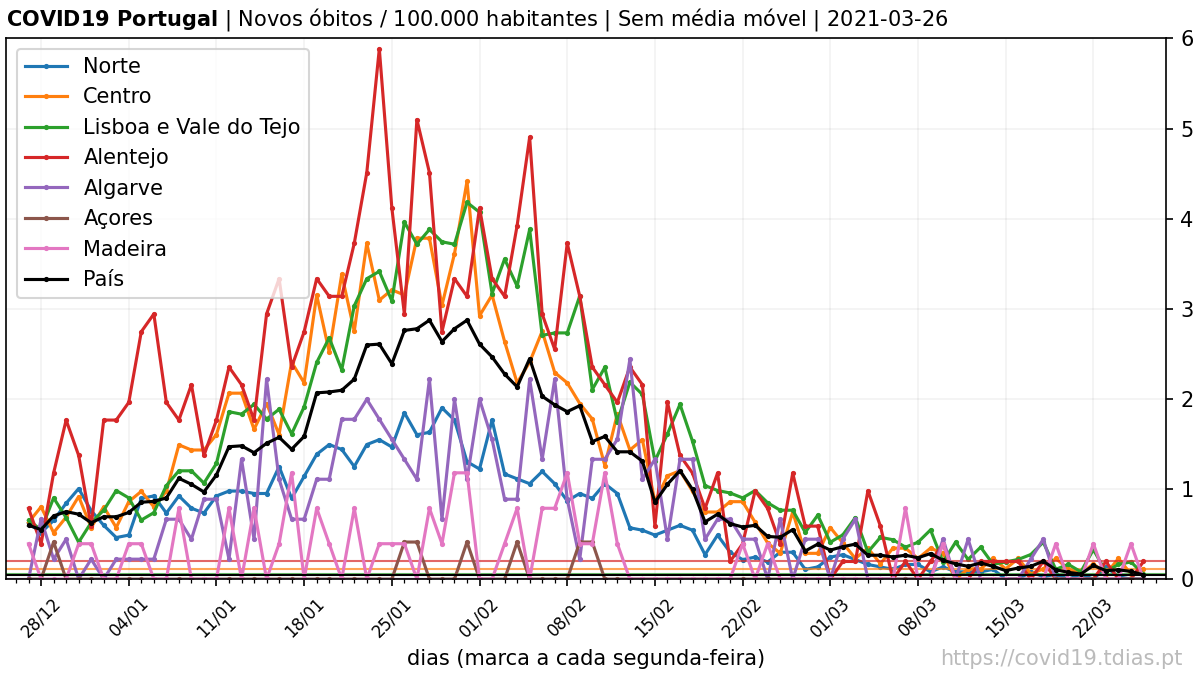 COVID19 Portugal | Novos óbitos / 100.000 habitantes | Sem média móvel | 2021-03-26
Norte
Centro
Lisboa e Vale do Tejo
Alentejo
Algarve
Açores
Madeira
País
6
5
4
3
2
1
0
28/12
04/01
11/01
18/01
25/01
01/02
08/02
15/02
22/02
01/03
08/03
15/03
22/03
dias (marca a cada segunda-feira)
https://covid19.tdias.pt